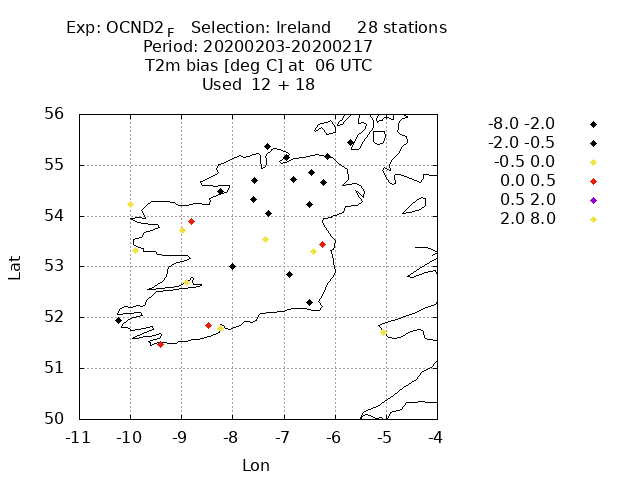 Exp: OCND2_F Selection: Ireland 28 stations
Period: 20200203-20200217
T2m bias [deg C] at 06 UTC
Used 12 + 18
56
55
54
53
52
51
50
Lat
-11 -10 -9 -8 -7 -6 -5 -4
Lon
-8.0 -2.0
-2.0 -0.5
-0.5 0.0
0.0 0.5
0.5 2.0
2.0 8.0